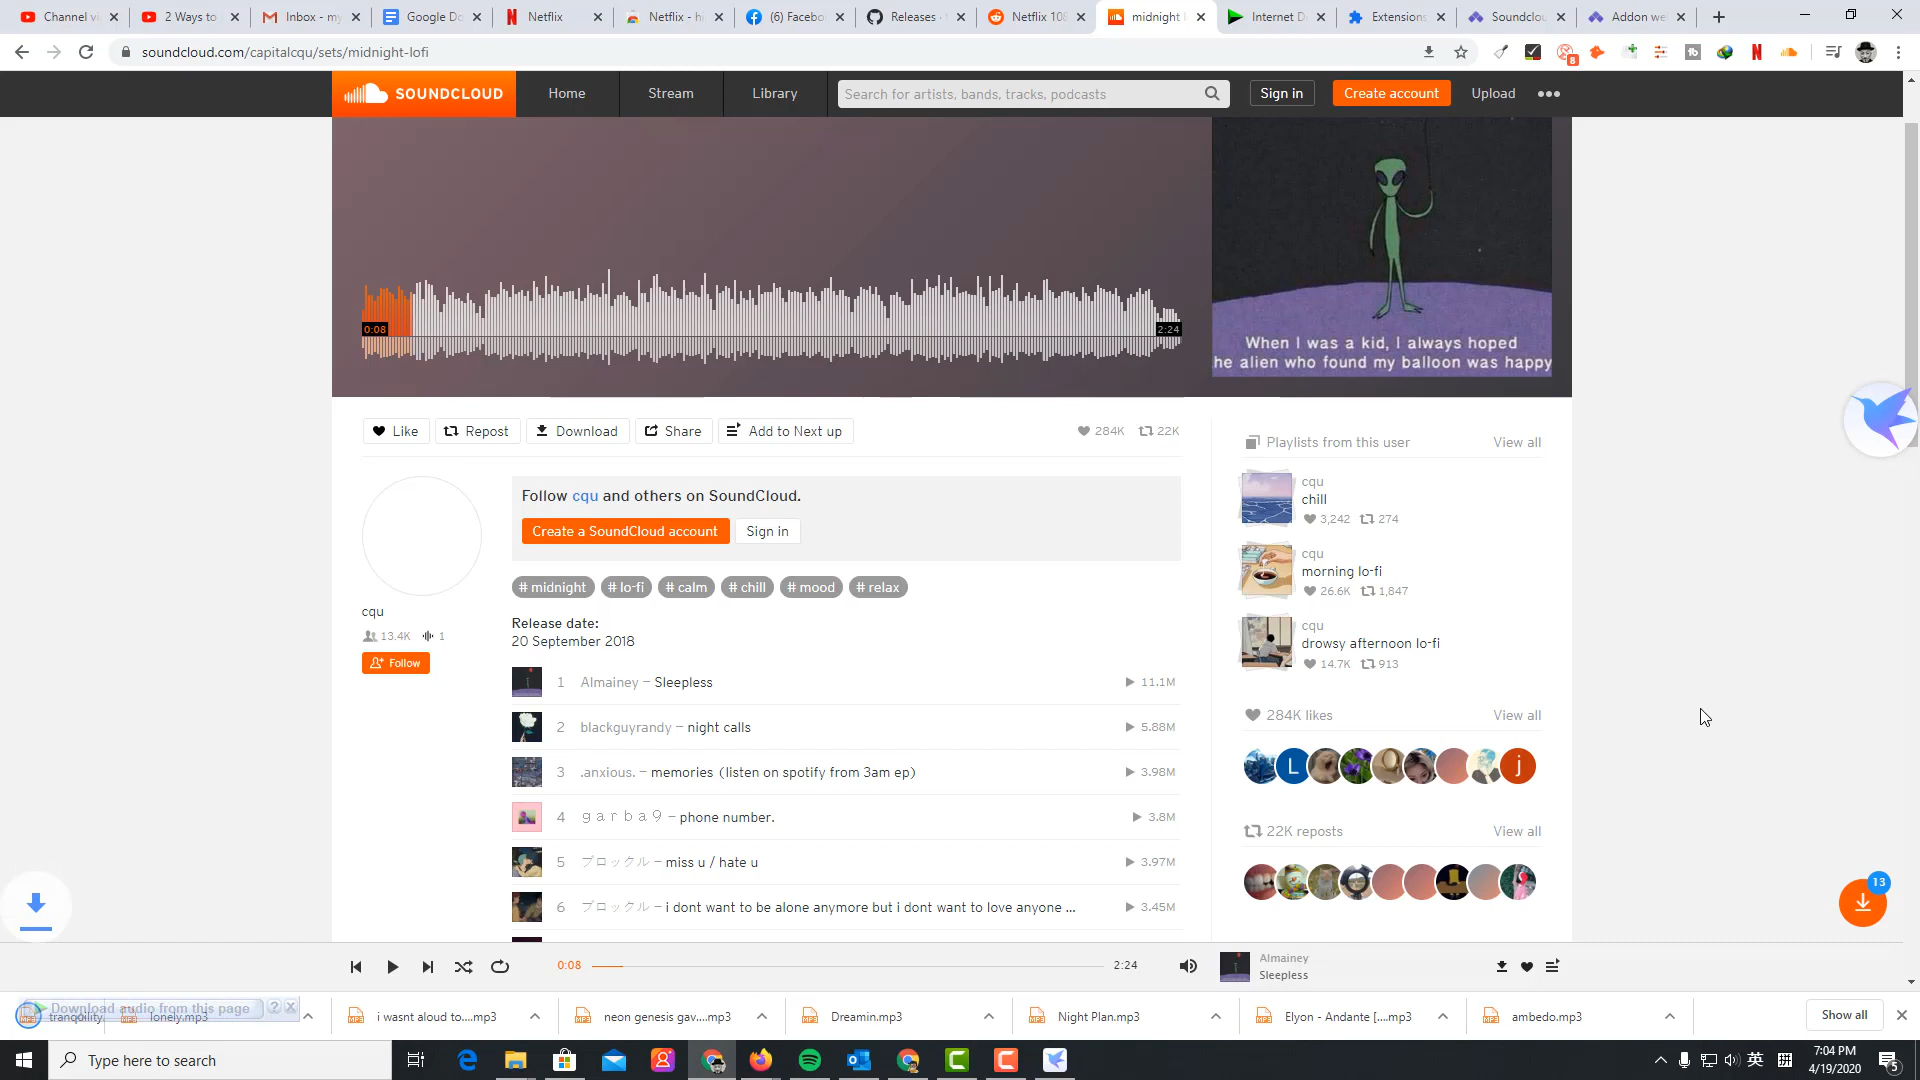 Channel vi
2 Ways to
Inbox - my
Google Do
Netflix
Netflix - h
(6) Facebo
Releases ·
Netflix 108
midnight l
Internet D
Extensions
Soundclou
Addon we
soundcloud.com/capitalcqu/sets/midnight-lofi
8
SOUNDCLOUD
Home
Stream
Library
Search for artists, bands, tracks, podcasts
Sign in
Create account
Upload
0:08
2:24
When I was a kid, I always hoped
he alien who found my balloon was happy
Like
Repost
Download
Share
Add to Next up
284K
22K
Follow cqu and others on SoundCloud.
Create a SoundCloud account
Sign in
# midnight
# lo-fi
# calm
# chill
# mood
# relax
cqu
13.4K
1
Follow
Release date:
20 September 2018
1 Almainey – Sleepless 11.1M
2 blackguyrandy – night calls 5.88M
3 .anxious. – memories (listen on spotify from 3am ep) 3.98M
4 ｇａｒｂａ９ – phone number. 3.8M
5 ブロックル – miss u / hate u 3.97M
6 ブロックル – i dont want to be alone anymore but i dont want to love anyone ... 3.45M
Playlists from this user
View all
cqu
chill
3,242 274
cqu
morning lo-fi
26.6K 1,847
cqu
drowsy afternoon lo-fi
14.7K 913
284K likes
View all
L
j
22K reposts
View all
13
0:08
2:24
Almainey
Sleepless
Download audio from this page
?
tranquility
lonely.mp3
i wasnt aloud to....mp3
neon genesis gav....mp3
Dreamin.mp3
Night Plan.mp3
Elyon - Andante [....mp3
ambedo.mp3
Show all
Type here to search
英
拼
7:04 PM
4/19/2020
5